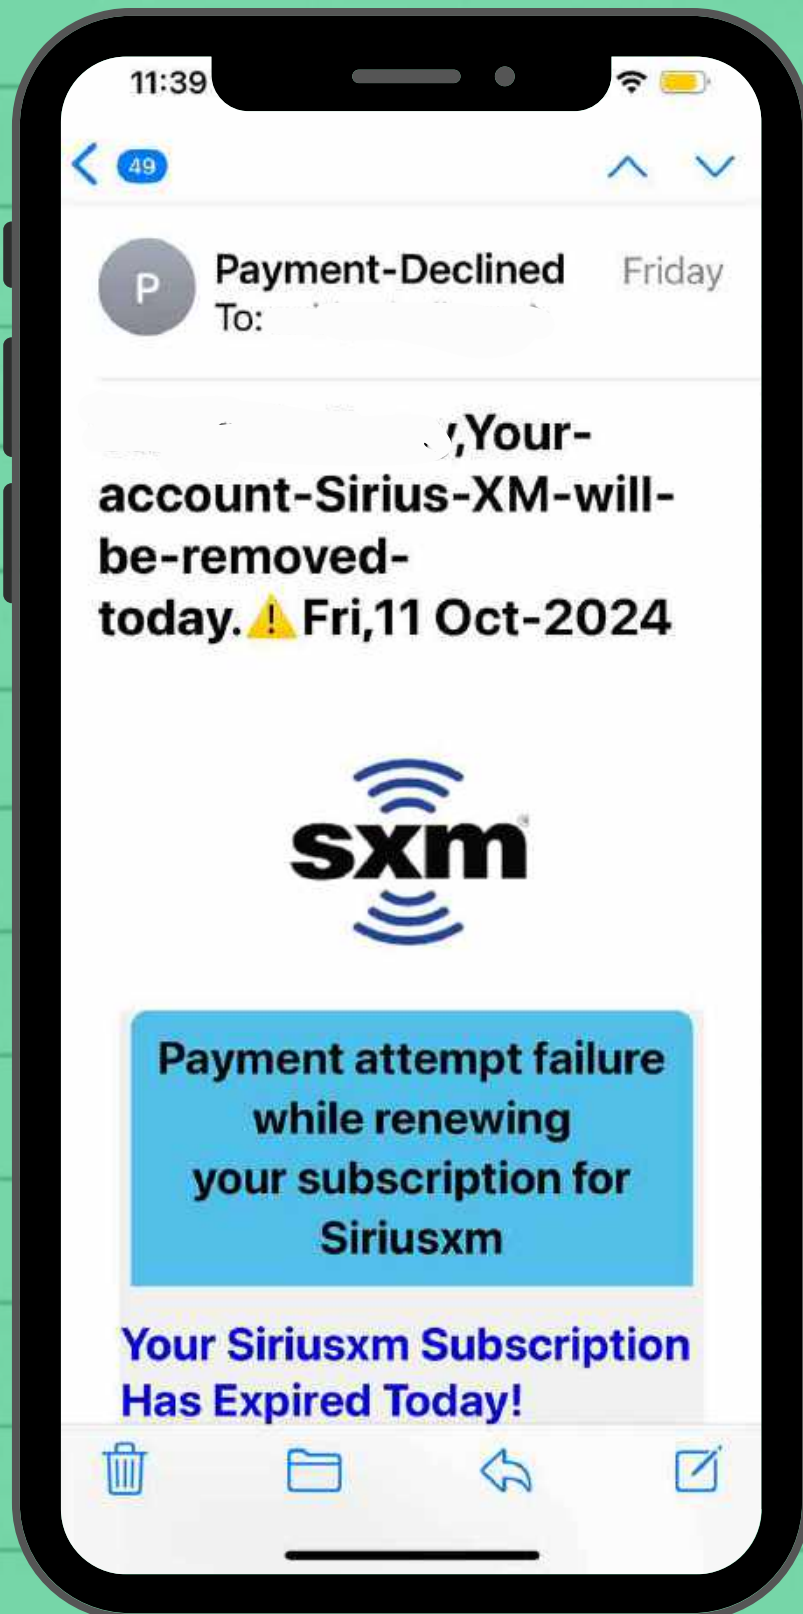 11:39
49
P
Payment-Declined
Friday
To:
,Your-
account-Sirius-XM-will-
be-removed-
today.⚠️Fri,11 Oct-2024
sxm
Payment attempt failure
while renewing
your subscription for
Siriusxm
Your Siriusxm Subscription
Has Expired Today!